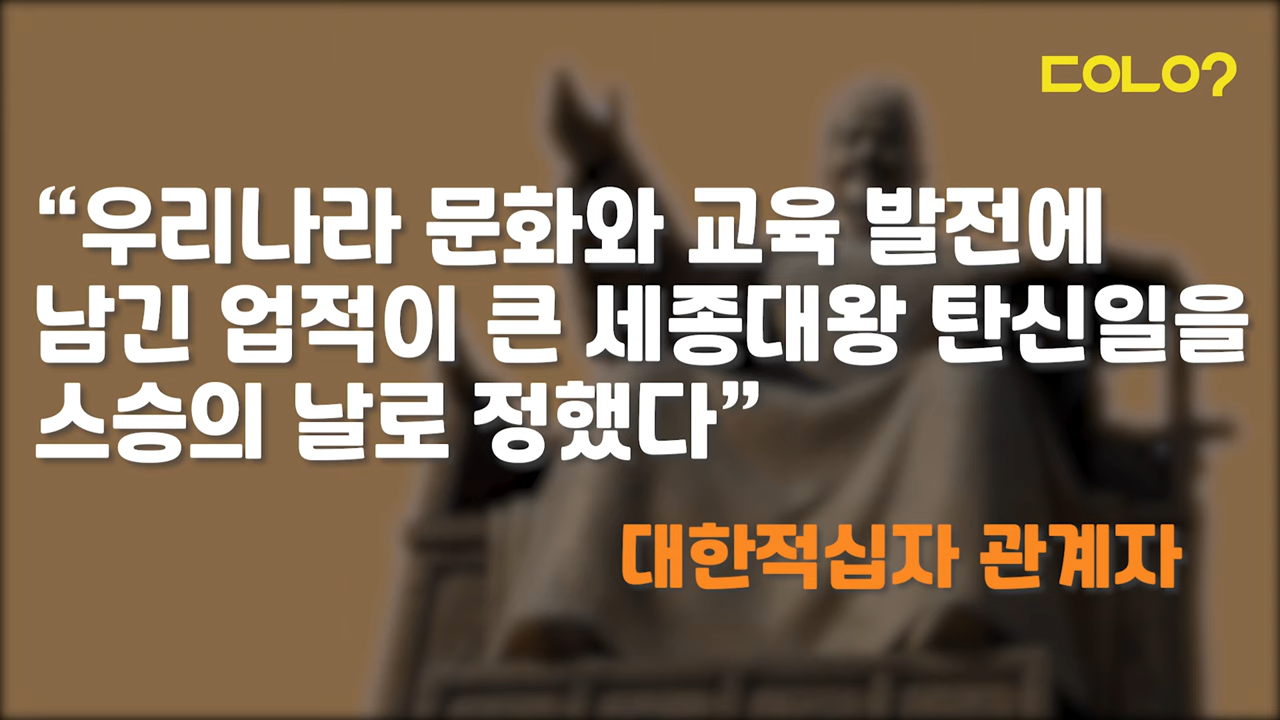 ㄷㅇㄴㅇ?
“우리나라 문화와 교육 발전에
남긴 업적이 큰 세종대왕 탄신일을
스승의 날로 정했다”
대한적십자 관계자